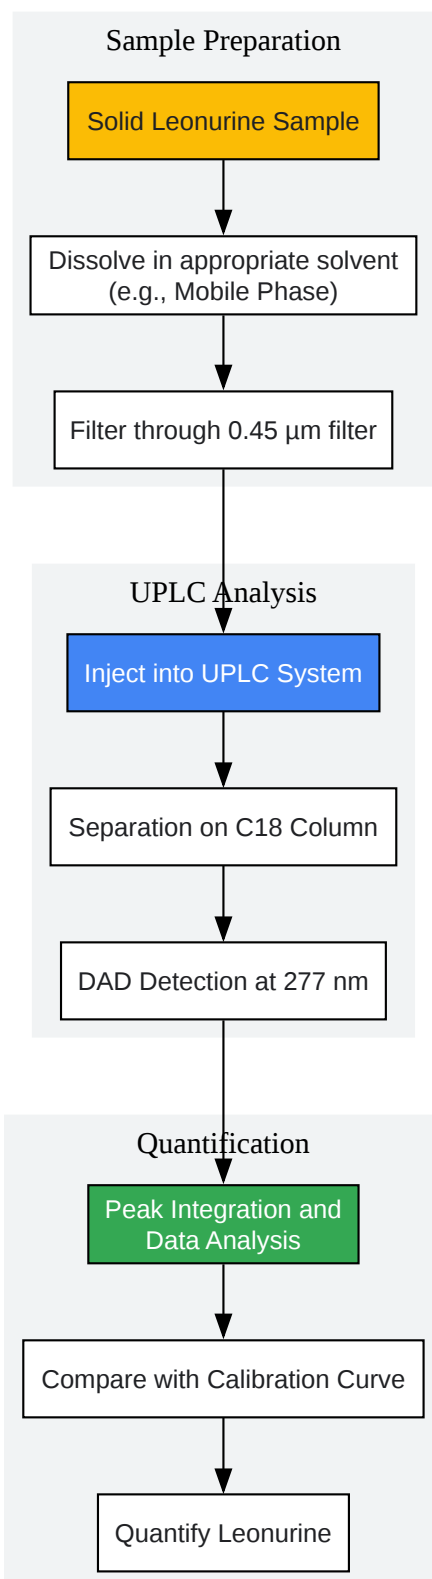 Sample Preparation
Solid Leonurine Sample
Dissolve in appropriate solvent
(e.g., Mobile Phase)
Filter through 0.45 µm filter
UPLC Analysis
Inject into UPLC System
Separation on C18 Column
DAD Detection at 277 nm
Quantification
Peak Integration and
Data Analysis
Compare with Calibration Curve
Quantify Leonurine